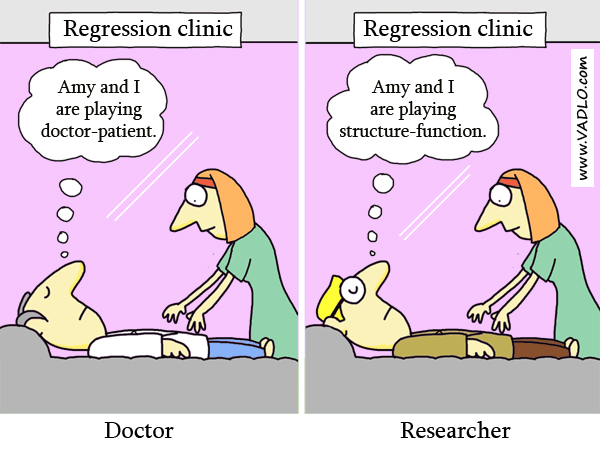 Regression clinic
Amy and I
are playing
doctor-patient.
Doctor
Regression clinic
Amy and I
are playing
structure-function.
www.VADLO.com
Researcher